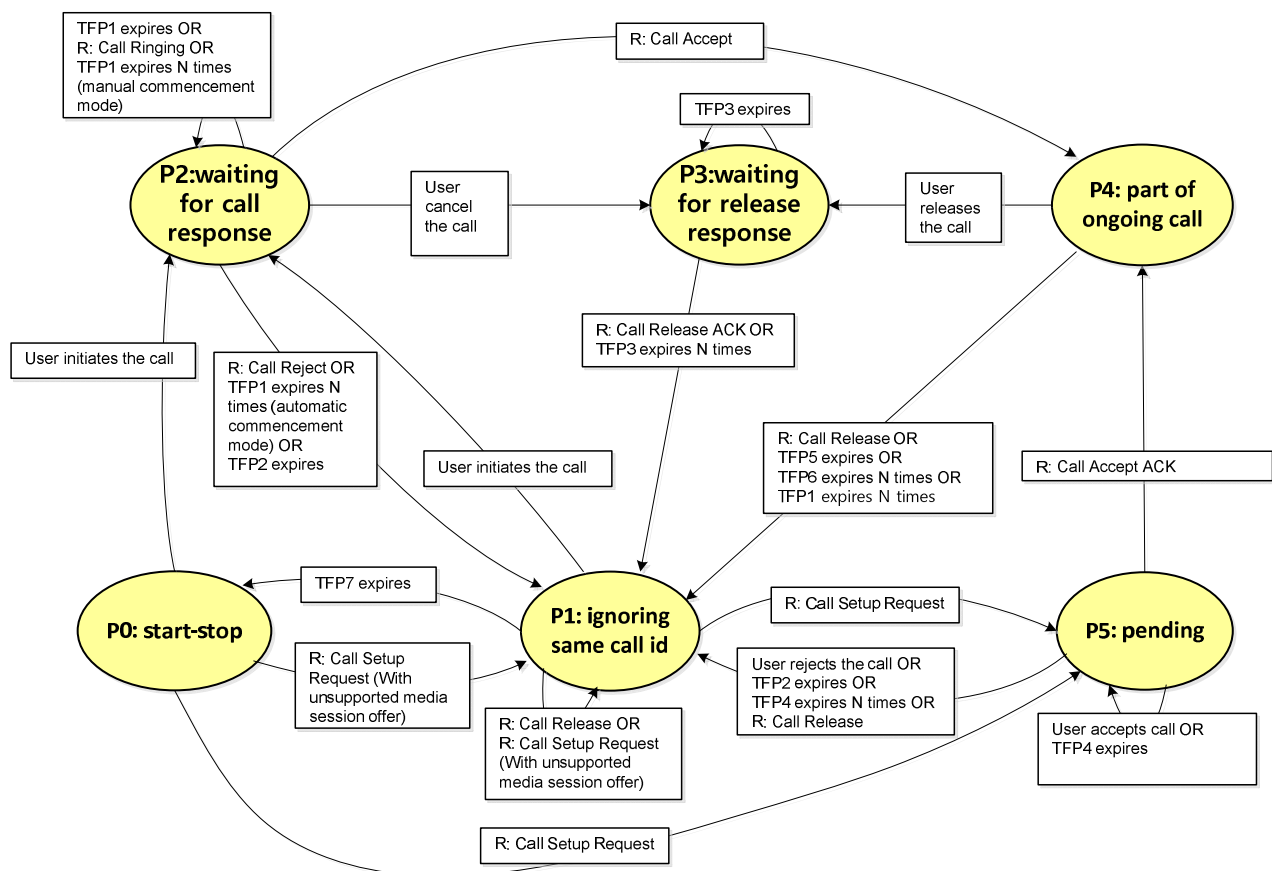 TFP1 expires OR
R: Call Ringing OR
TFP1 expires N times
(manual commencement
mode)
R: Call Accept
TFP3 expires
P2:waiting
for call
response
User
cancel
the call
P3:waiting
for release
response
User
releases
the call
P4: part of
ongoing call
User initiates the call
R: Call Reject OR
TFP1 expires N
times (automatic
commencement
mode) OR
TFP2 expires
R: Call Release ACK OR
TFP3 expires N times
User initiates the call
R: Call Release OR
TFP5 expires OR
TFP6 expires N times OR
TFP1 expires N times
R: Call Accept ACK
TFP7 expires
P0: start-stop
P1: ignoring
same call id
R: Call Setup Request
P5: pending
R: Call Setup
Request (With
unsupported media
session offer)
R: Call Release OR
R: Call Setup Request
(With unsupported
media session offer)
User rejects the call OR
TFP2 expires OR
TFP4 expires N times OR
R: Call Release
User accepts call OR
TFP4 expires
R: Call Setup Request